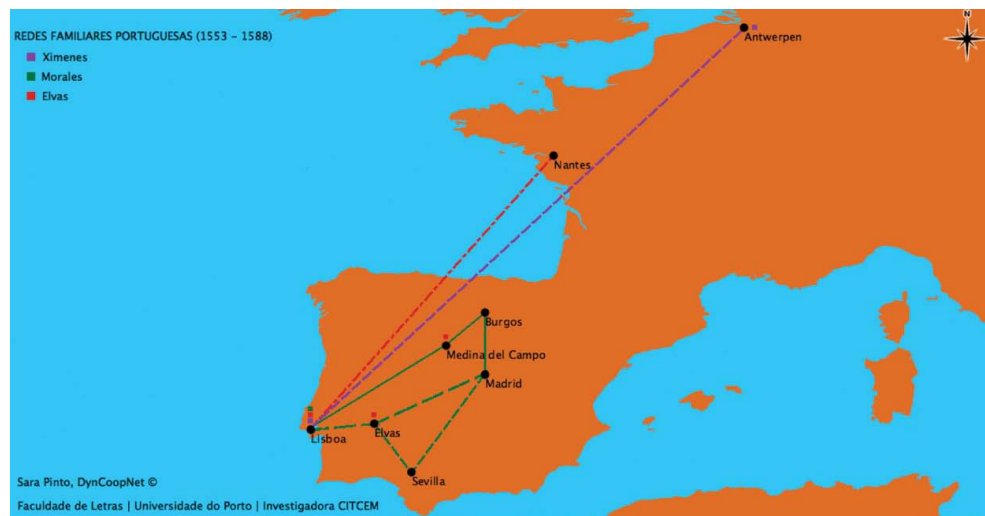 REDES FAMILIARES PORTUGUESAS (1553 - 1588)
Ximenes
Morales
Elvas
N
Antwerpen
Nantes
Burgos
Medina del Campo
Madrid
Elvas
Lisboa
Sevilla
Sara Pinto, DynCoopNet ©
Faculdade de Letras | Universidade do Porto | Investigadora CITCEM